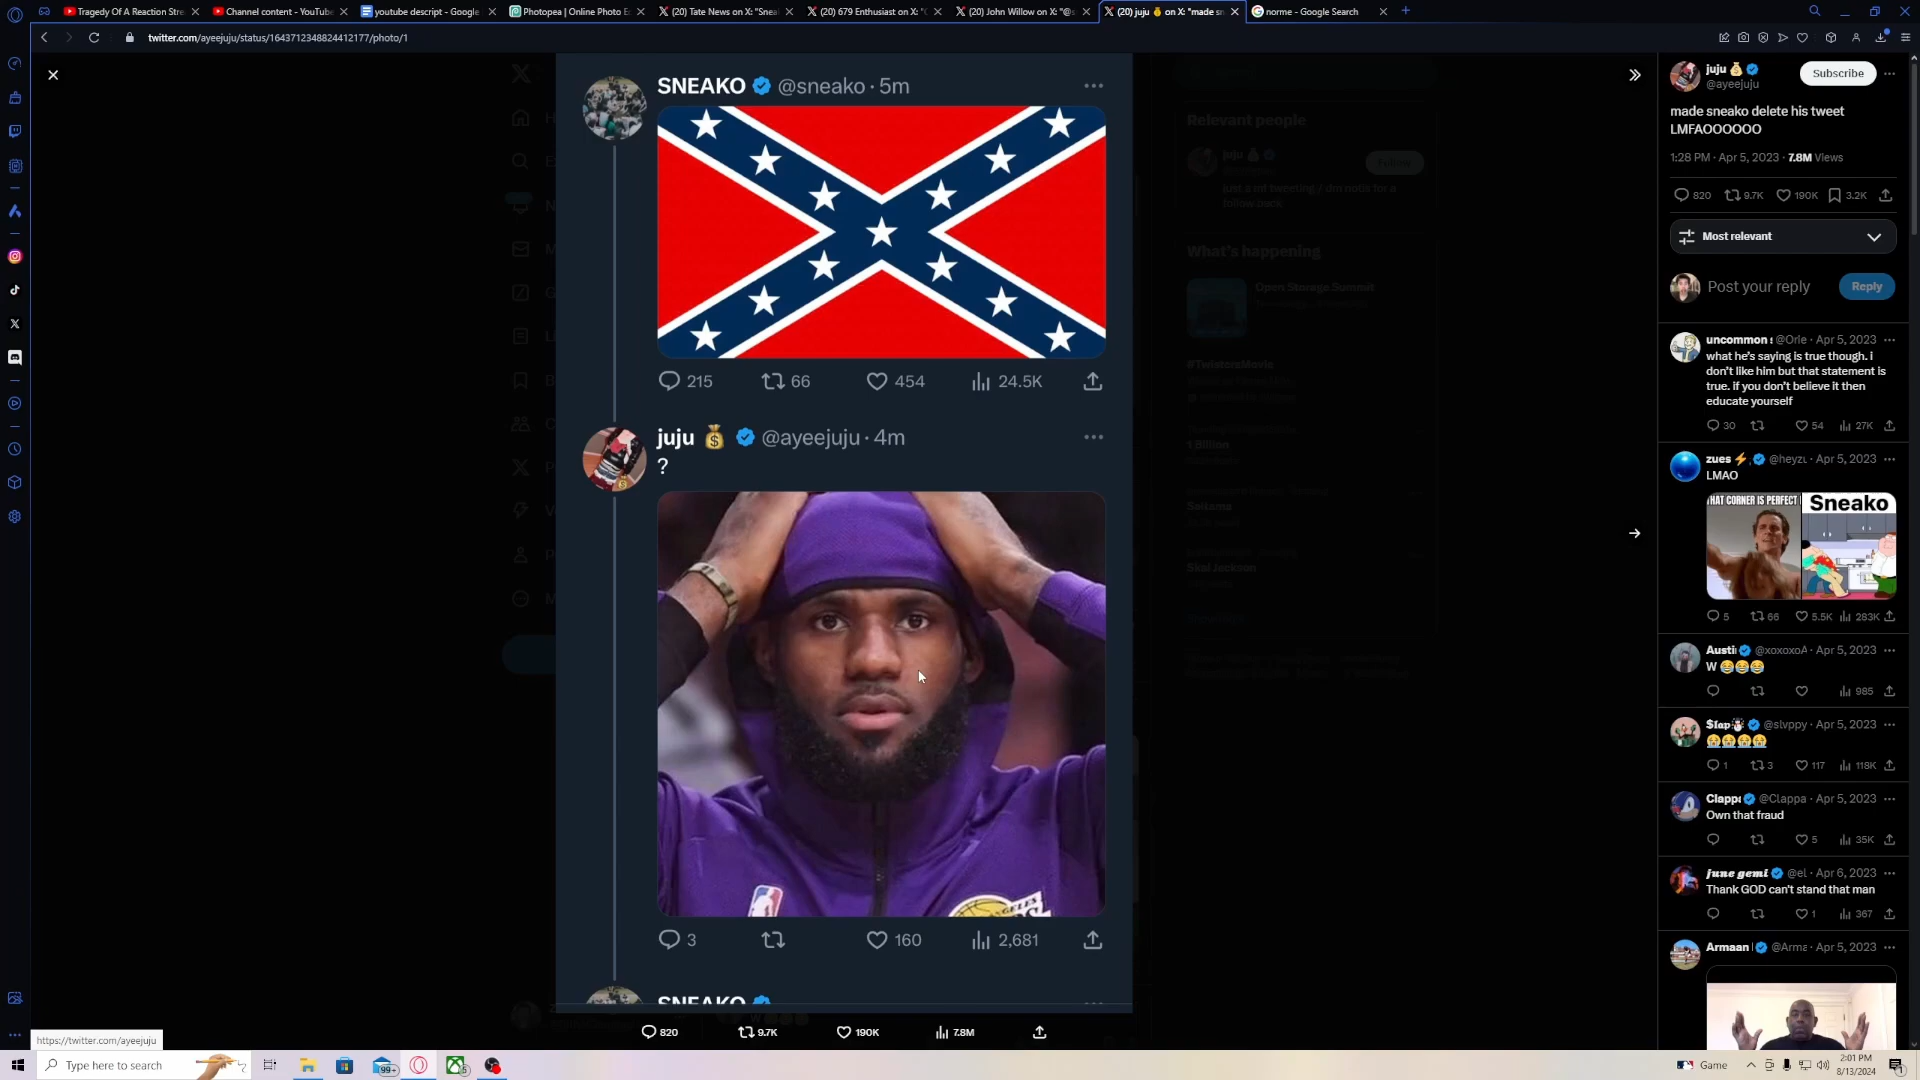 Tragedy Of A Reaction Stre
Channel content - YouTube
youtube descript - Google
Photopea | Online Photo E
(20) Tate News on X: "Snea
(20) 679 Enthusiast on X: "
(20) John Willow on X: "@s
(20) juju 💰 on X: "made sn
norme - Google Search
twitter.com/ayeejuju/status/1643712348824412177/photo/1
SNEAKO @sneako · 5m
215 66 454 24.5K
juju 💰 @ayeejuju · 4m
?
3 160 2,681
SNEAKO
820 9.7K 190K 7.8M
Relevant people
juju 💰
Follow
@ayeejuju
just a mf tweeting / dm notis for a
follow back
What's happening
Open Storage Summit
#TwistersMovie
1 Billion
Saltama
Skai Jackson
juju 💰
@ayeejuju
Subscribe
made sneako delete his tweet
LMFAOOOOOO
1:28 PM · Apr 5, 2023 · 7.8M Views
820 9.7K 190K 3.2K
Most relevant
Post your reply
Reply
uncommon @Orle · Apr 5, 2023
what he's saying is true though. i
don't like him but that statement is
true. if you don't believe it then
educate yourself
30 54 27K
zues ⚡ @heyzu · Apr 5, 2023
LMAO
HAT CORNER IS PERFECT
Sneako
5 66 5.5K 283K
Austi @xoxoxoA · Apr 5, 2023
W 😂😂😂
985
$lap @slvppy · Apr 5, 2023
😭😭😭😭
1 3 117 118K
Clappa @Clappa · Apr 5, 2023
Own that fraud
5 35K
june gemi @el · Apr 6, 2023
Thank GOD can't stand that man
1 367
Armaan @Arma · Apr 5, 2023
https://twitter.com/ayeejuju
Type here to search
99+
5
Game
2:01 PM
8/13/2024